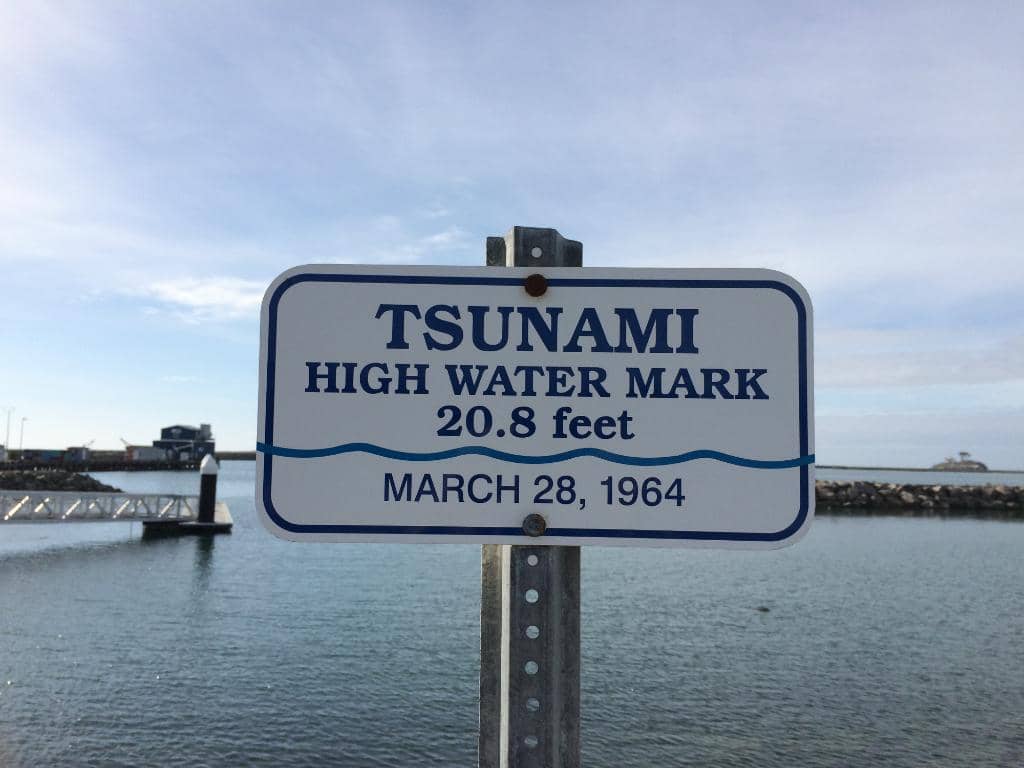 TSUNAMI
HIGH WATER MARK
20.8 feet
MARCH 28, 1964